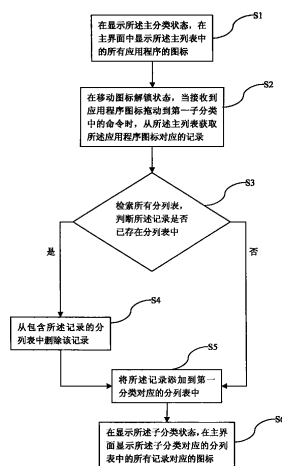 S1
在显示所述主分类状态，在
主界面中显示所述主列表中
的所有应用程序的图标
S2
在移动图标解锁状态，当接收到
应用程序图标拖动到第一子分类
中的命令时，从所述主列表获取
所述应用程序图标对应的记录
S3
检索所有分列表，
判断所述记录是否
已存在分列表中
是
否
S4
从包含所述记录的分
列表中删除该记录
S5
将所述记录添加到第一
分类对应的分列表中
S6
在显示所述子分类状态，在主界
面显示所述子分类对应的分列
表中的所有记录对应的图标